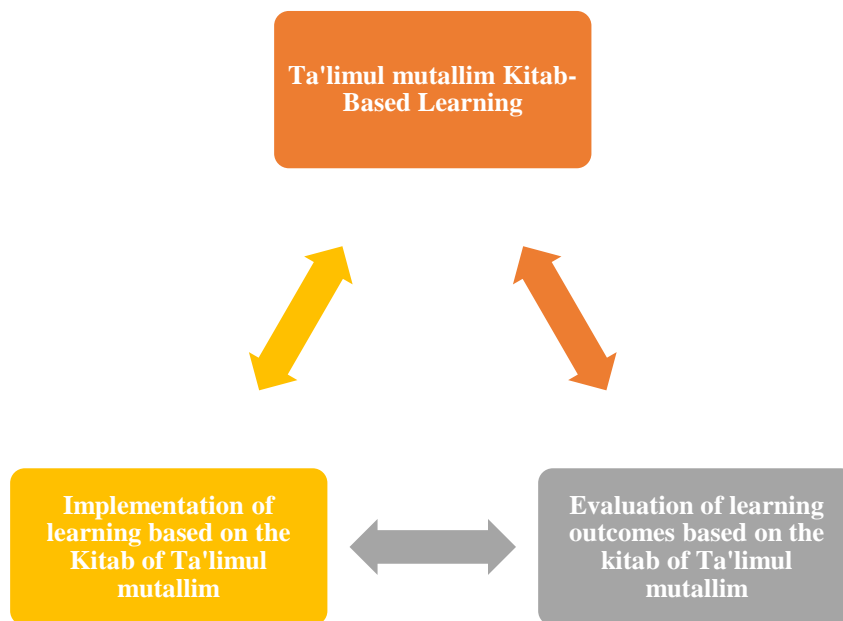 Ta'limul mutallim Kitab-
Based Learning
Implementation of
learning based on the
Kitab of Ta'limul
mutallim
Evaluation of learning
outcomes based on the
kitab of Ta'limul
mutallim